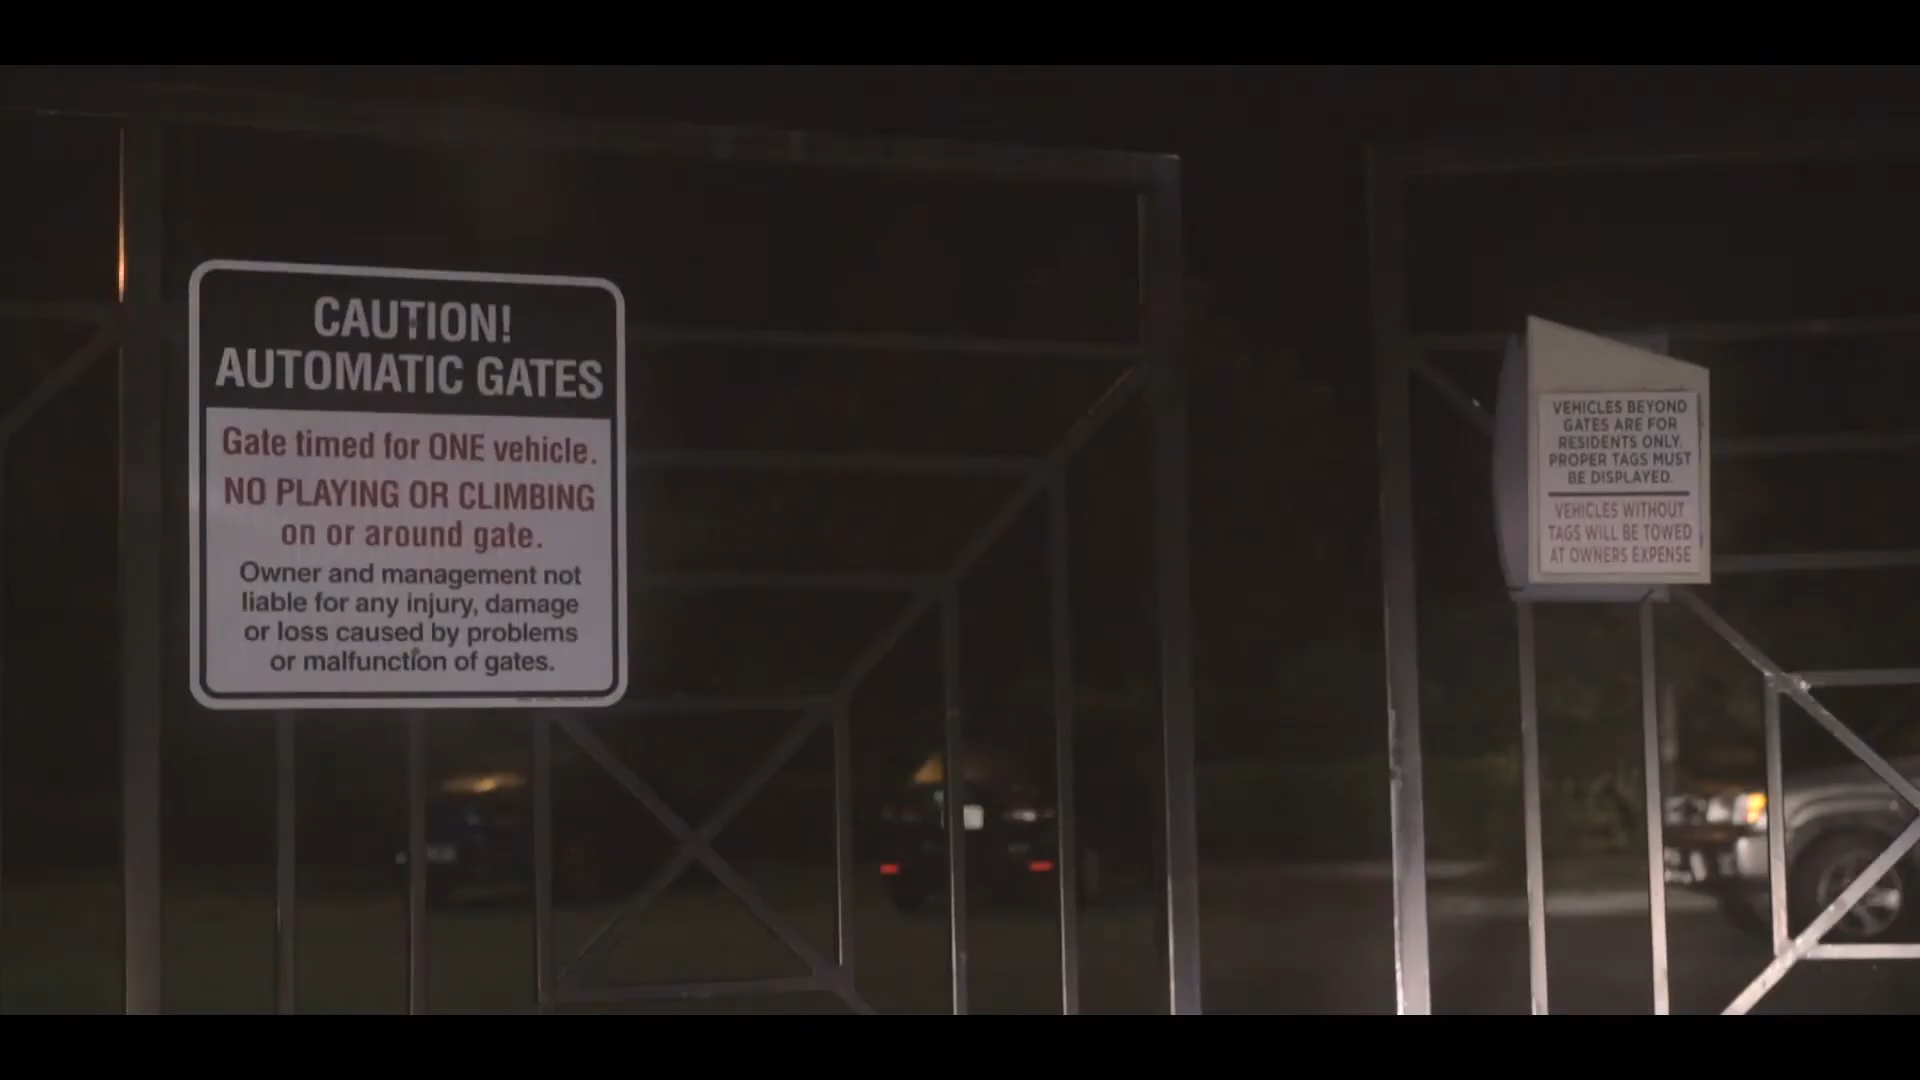 CAUTION!
AUTOMATIC GATES
Gate timed for ONE vehicle.
NO PLAYING OR CLIMBING
on or around gate.
Owner and management not
liable for any injury, damage
or loss caused by problems
or malfunction of gates.
VEHICLES BEYOND
GATES ARE FOR
RESIDENTS ONLY.
PROPER TAGS MUST
BE DISPLAYED.
VEHICLES WITHOUT
TAGS WILL BE TOWED
AT OWNERS EXPENSE